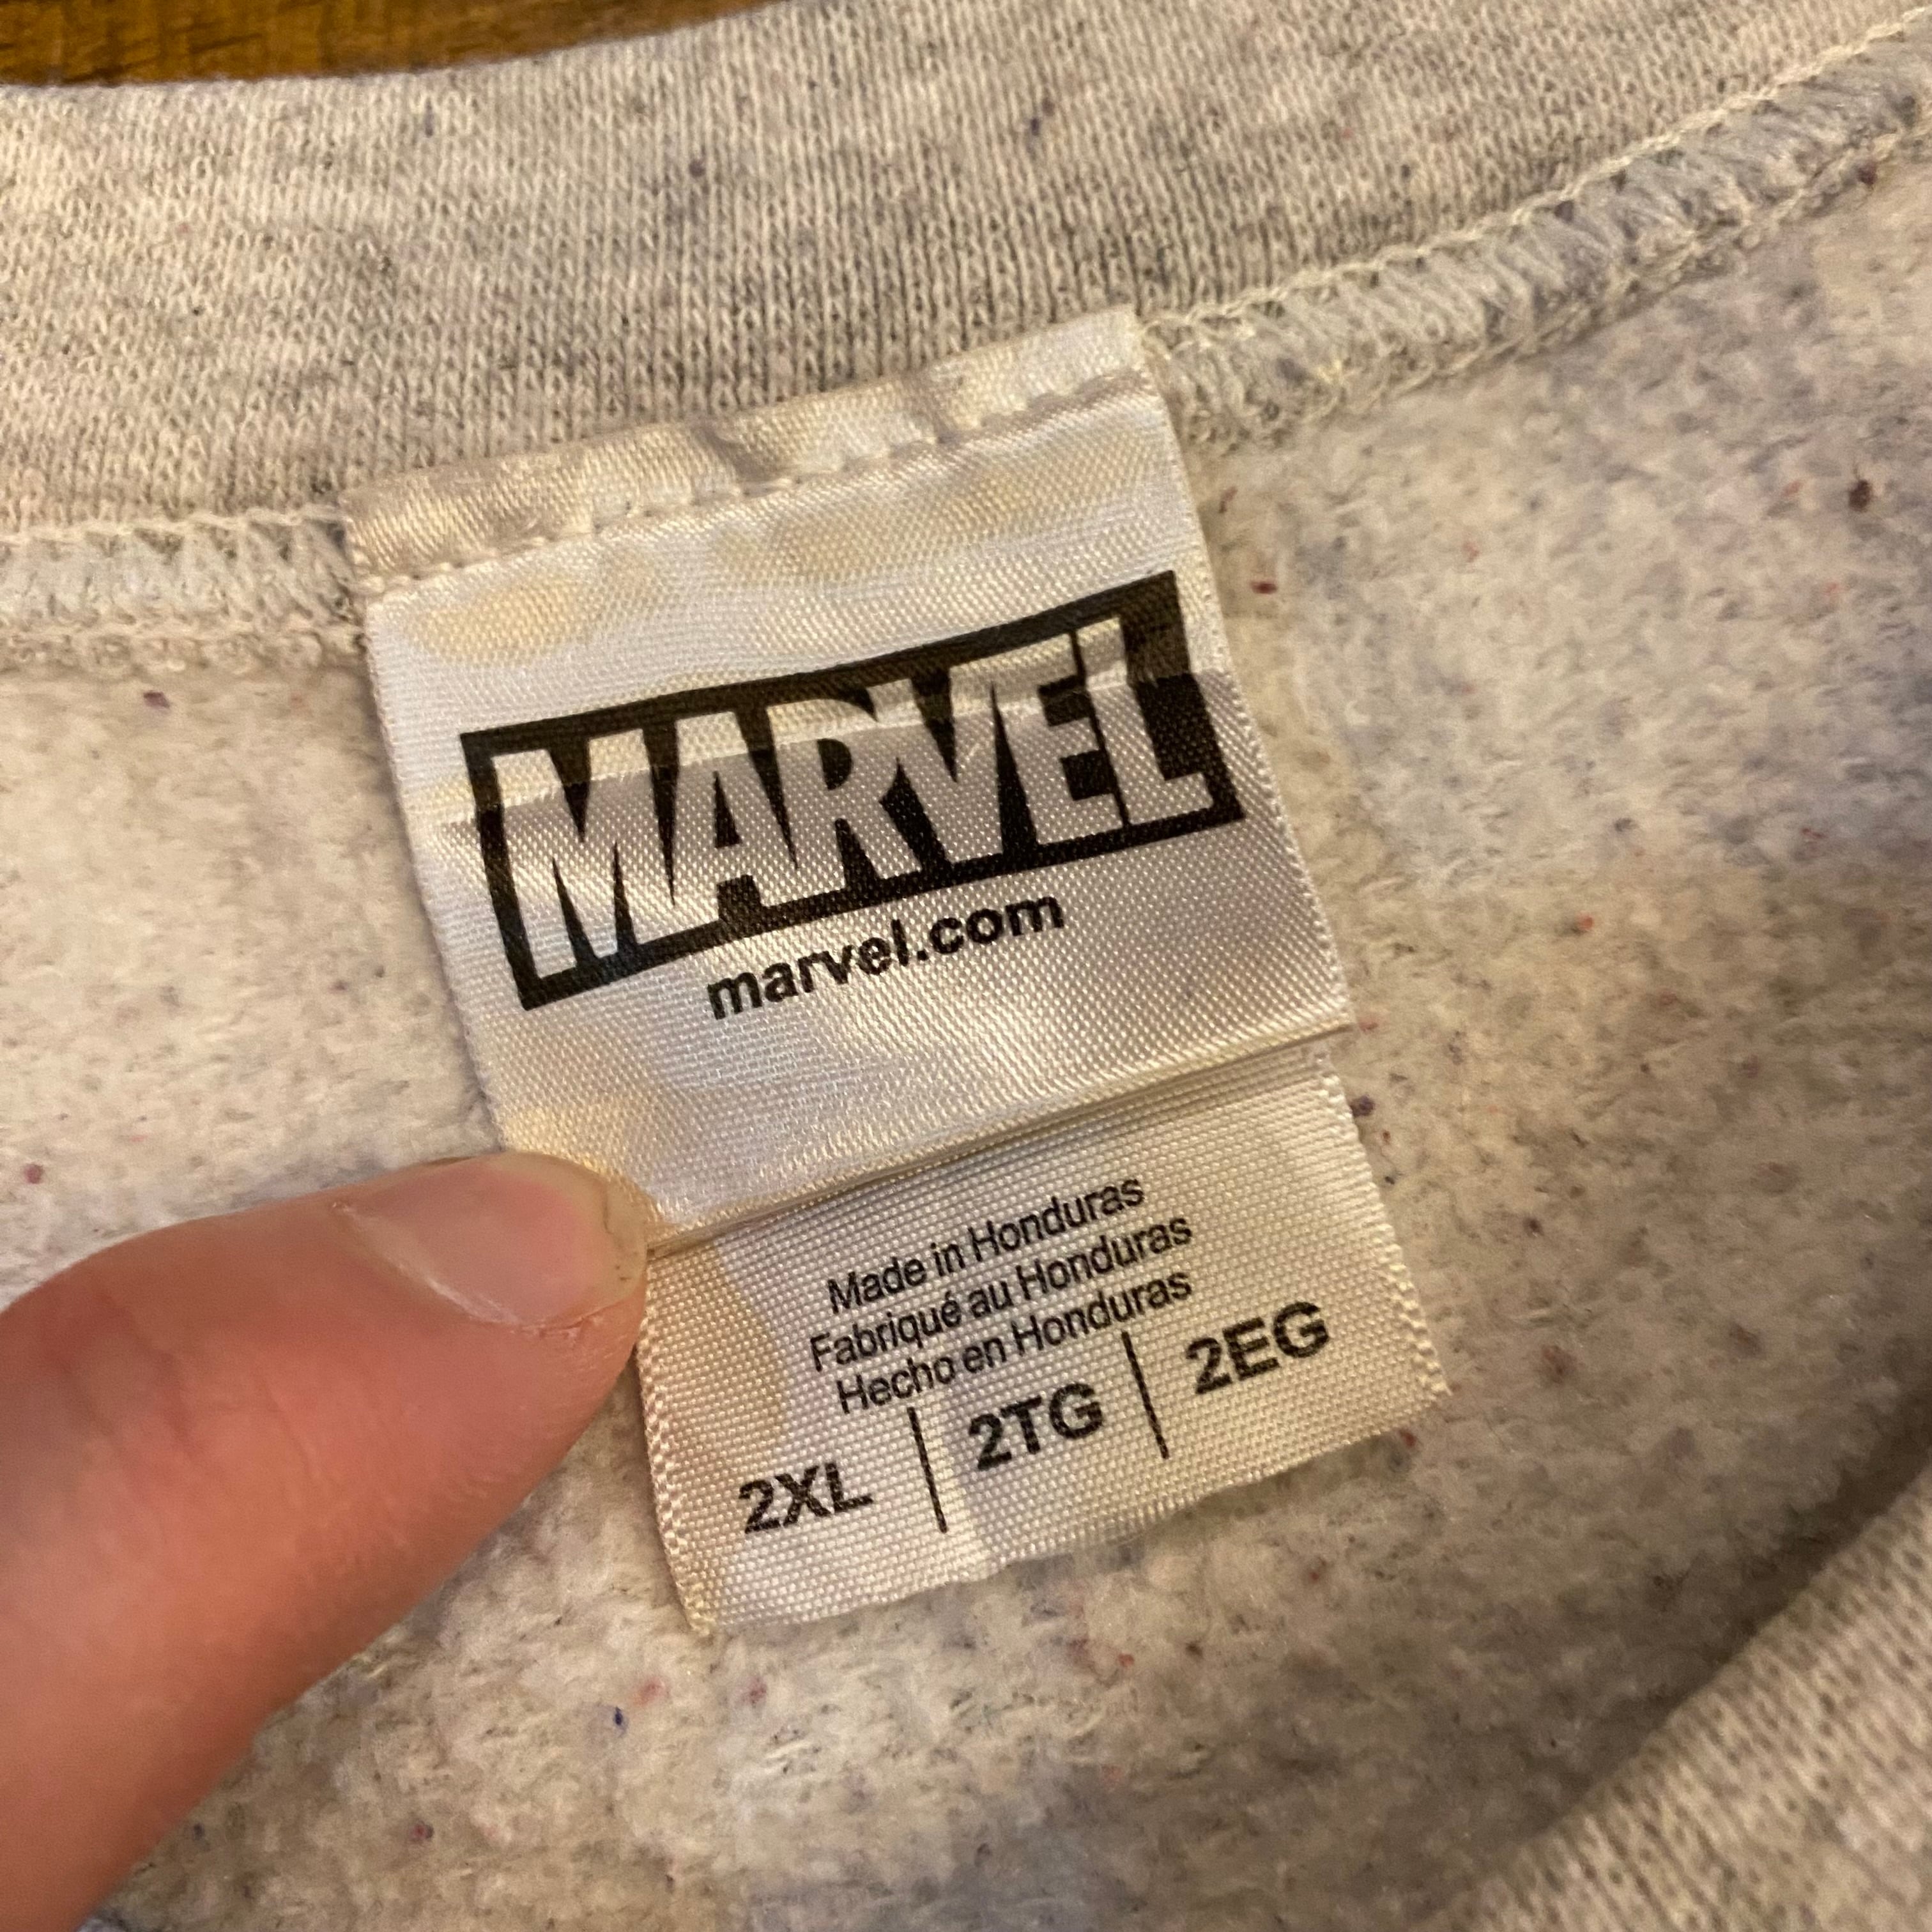 MARVEL
marvel.com
Made in Honduras
Fabriqué au Honduras
Hecho en Honduras
2XL | 2TG | 2EG